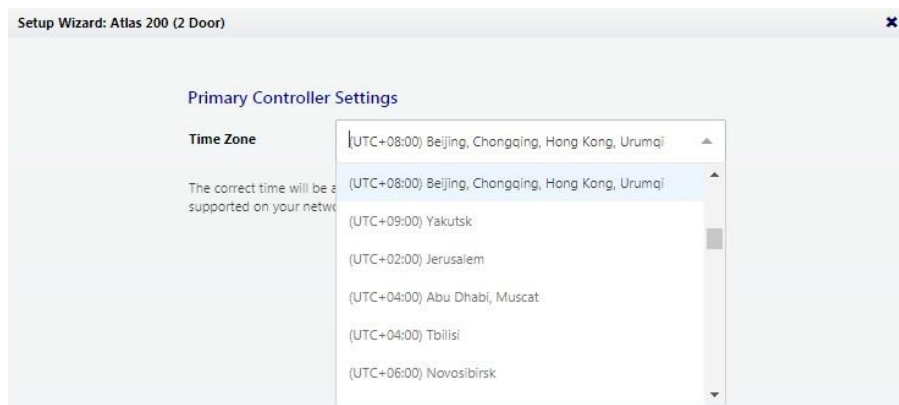 Setup Wizard: Atlas 200 (2 Door)
Primary Controller Settings
Time Zone
(UTC+08:00) Beijing, Chongqing, Hong Kong, Urumqi
The correct time will be
supported on your
(UTC+08:00) Beijing, Chongqing, Hong Kong, Urumqi
(UTC+09:00) Yakutsk
(UTC+02:00) Jerusalem
(UTC+04:00) Abu Dhabi, Muscat
(UTC+04:00) Tbilisi
(UTC+06:00) Novosibirsk